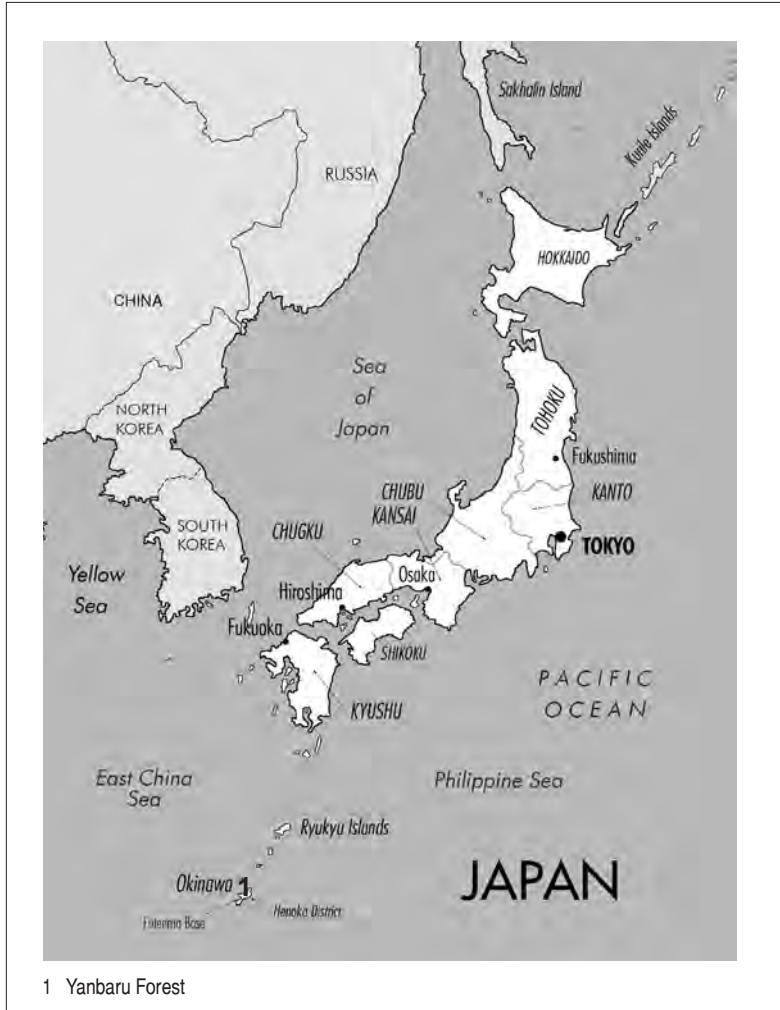 Sakhalin Island
Kurile Islands
RUSSIA
HOKKAIDO
CHINA
Sea
of
Japan
NORTH
KOREA
TOHOKU
Fukushima
CHUBU
KANTO
KANSAI
CHUGKU
SOUTH
KOREA
TOKYO
Yellow
Sea
Osaka
Hiroshima
Fukuoka
SHIKOKU
PACIFIC
OCEAN
KYUSHU
East China
Sea
Philippine Sea
Ryukyu Islands
JAPAN
Okinawa 1
Henoko District
Futenma Base
1 Yanbaru Forest